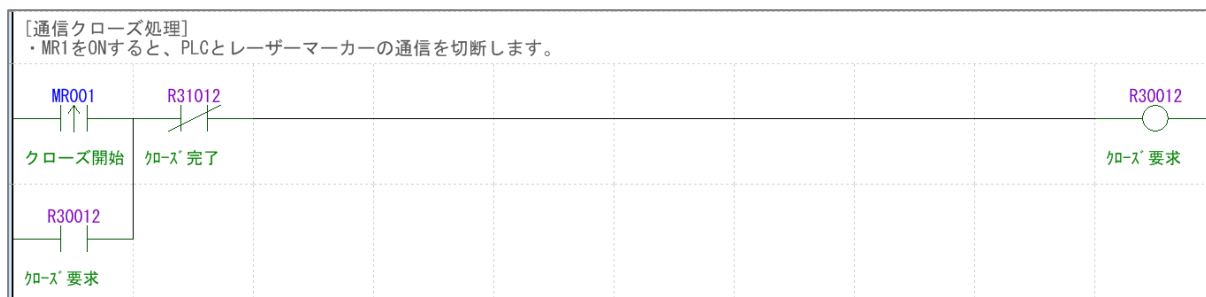 [通信クローズ処理]
・MR1をONすると、PLCとレーザーマーカーの通信を切断します。
MR001 R31012 R30012
クローズ開始 ｸﾛｰｽﾞ完了 ｸﾛｰｽﾞ要求
R30012
ｸﾛｰｽﾞ要求